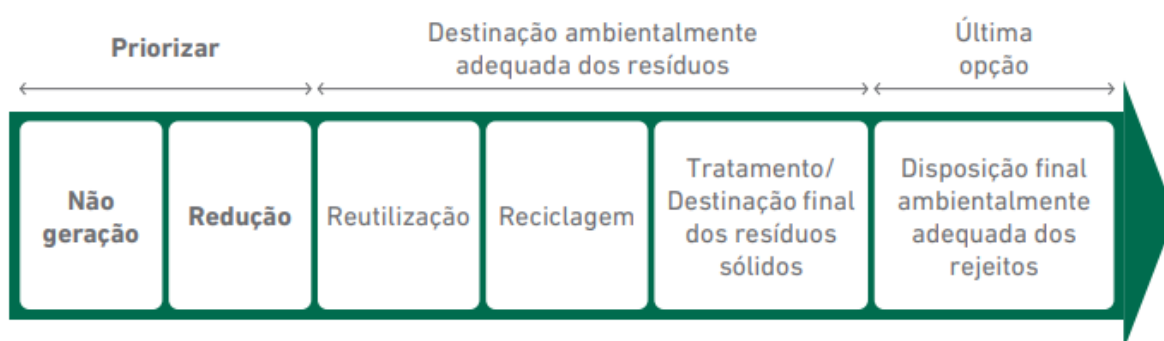 Priorizar
Destinação ambientalmente
adequada dos resíduos
Última
opção
Não
geração
Redução
Reutilização
Reciclagem
Tratamento/
Destinação final
dos resíduos
sólidos
Disposição final
ambientalmente
adequada dos
rejeitos